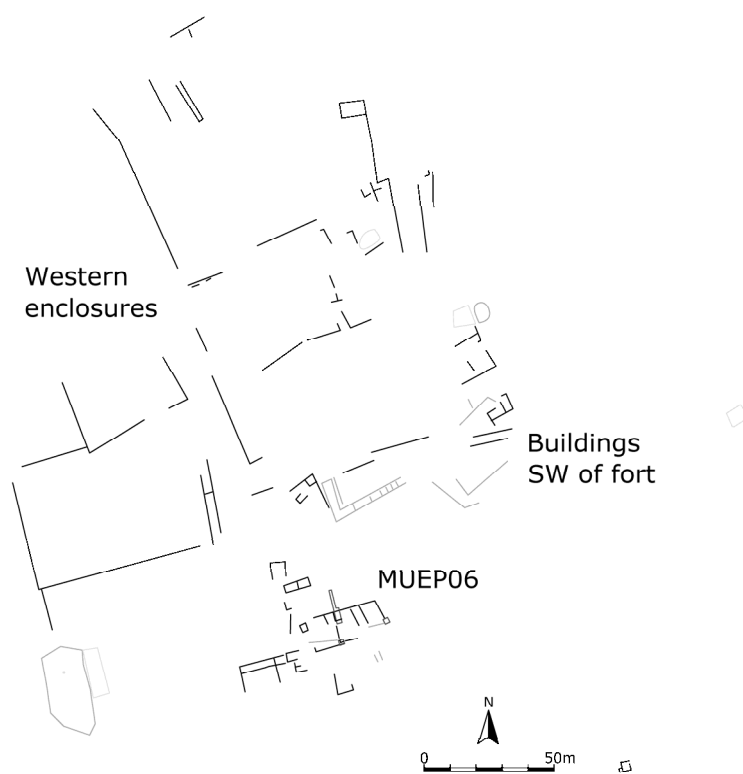 Western
enclosures
Buildings
SW of fort
MUEP06
N
0 50m